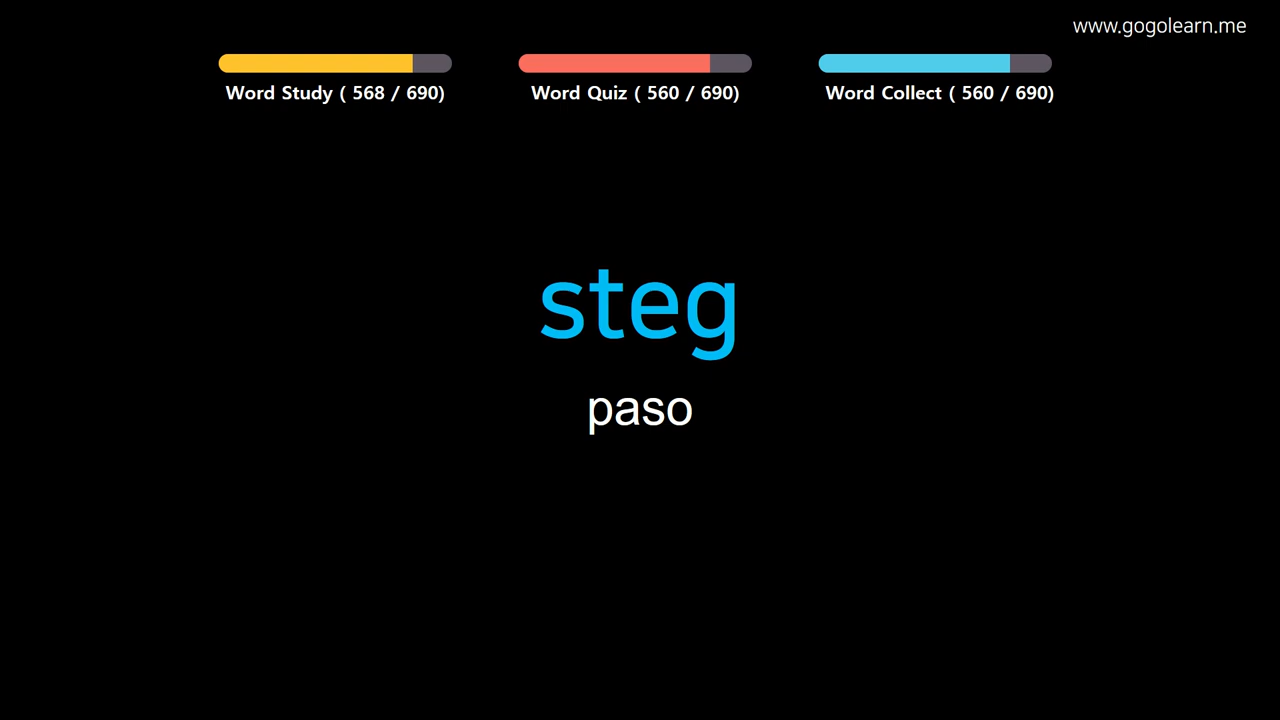 www.gogolearn.me
Word Study ( 568 / 690)
Word Quiz ( 560 / 690)
Word Collect ( 560 / 690)
steg
paso